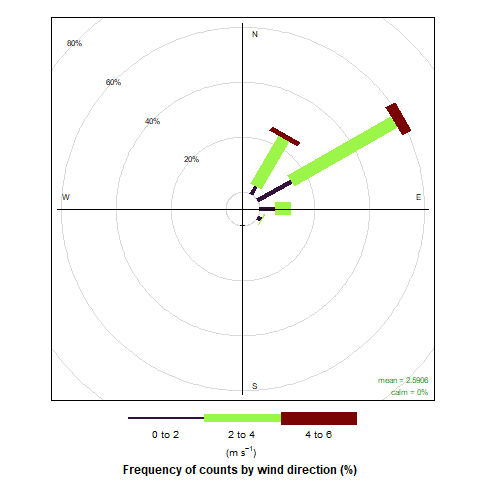 80%
N
60%
40%
20%
W
E
S
mean = 2.5906
calm = 0%
0 to 2 2 to 4 4 to 6
(m s⁻¹)
Frequency of counts by wind direction (%)